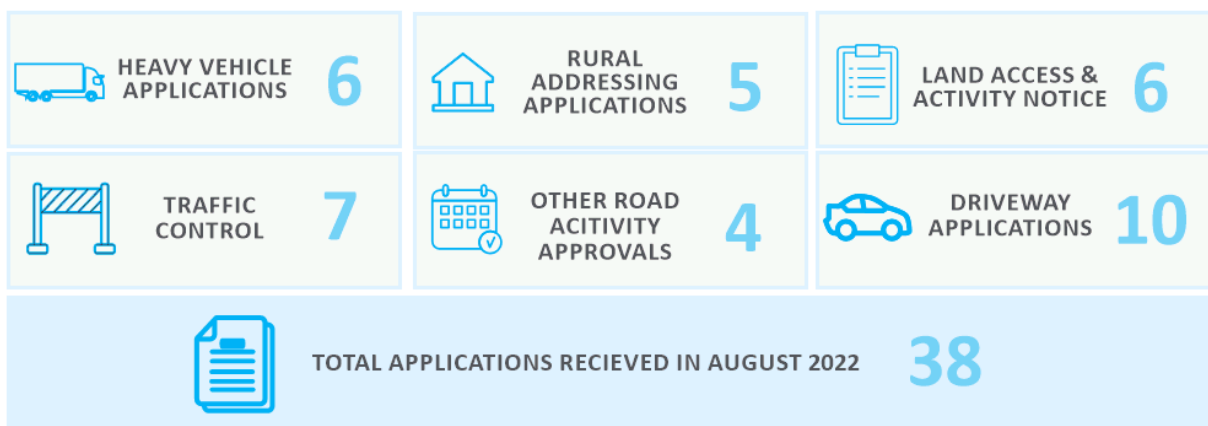 HEAVY VEHICLE
APPLICATIONS
6
RURAL
ADDRESSING
APPLICATIONS
5
LAND ACCESS &
ACTIVITY NOTICE
6
TRAFFIC
CONTROL
7
OTHER ROAD
ACITIVITY
APPROVALS
4
DRIVEWAY
APPLICATIONS
10
TOTAL APPLICATIONS RECIEVED IN AUGUST 2022
38